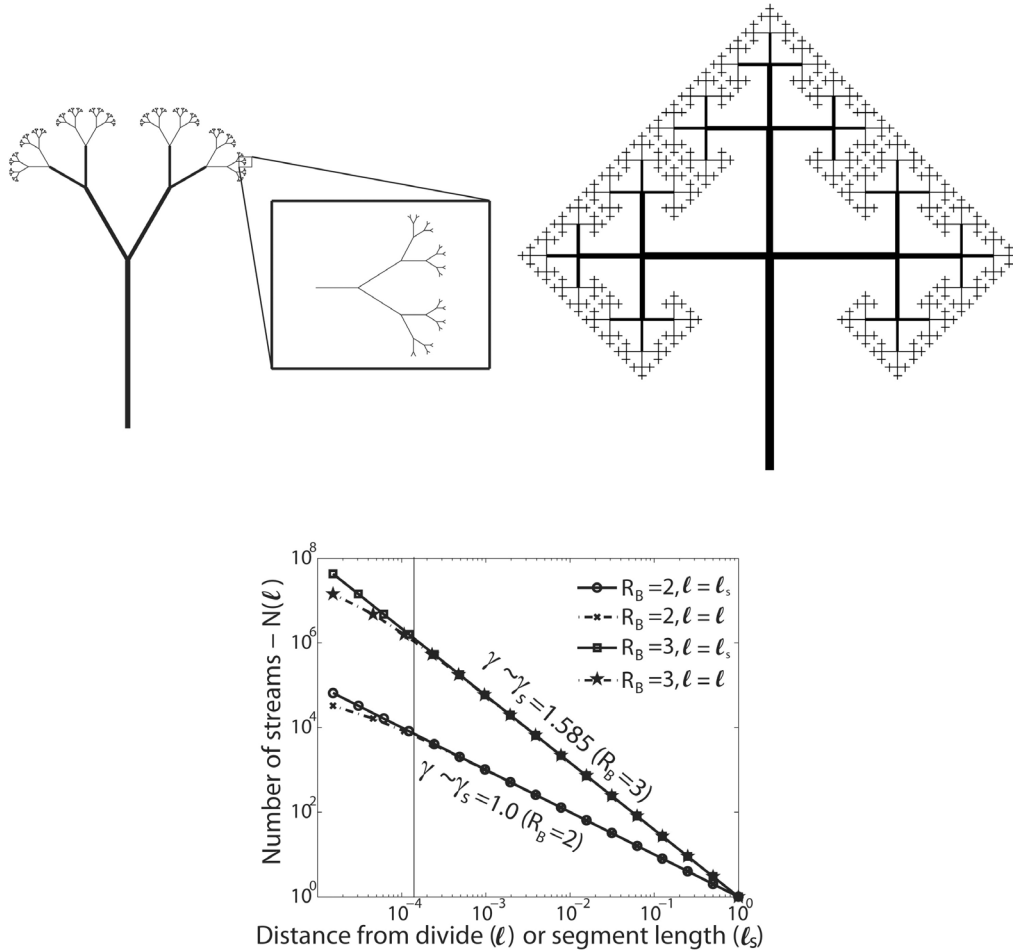 10^8
10^6
10^4
10^2
10^0
Number of streams – N(ℓ)
R_B=2, ℓ = ℓ_s
R_B=2, ℓ = ℓ
R_B=3, ℓ = ℓ_s
R_B=3, ℓ = ℓ
γ ~γ_s=1.585 (R_B=3)
γ ~γ_s=1.0 (R_B=2)
10^-4
10^-3
10^-2
10^-1
10^0
Distance from divide (ℓ) or segment length (ℓ_s)